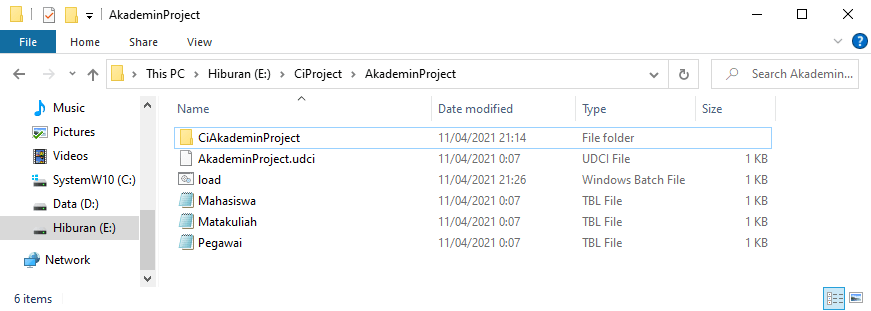 AkademinProject
File Home Share View
This PC Hiburan (E:) CiProject AkademinProject Search Akademin...
Music
Pictures
Videos
SystemW10 (C:)
Data (D:)
Hiburan (E:)
Network
Name Date modified Type Size
CiAkademinProject 11/04/2021 21:14 File folder
AkademinProject.udci 11/04/2021 0:07 UDCI File 1 KB
load 11/04/2021 21:26 Windows Batch File 1 KB
Mahasiswa 11/04/2021 0:07 TBL File 1 KB
Matakuliah 11/04/2021 0:07 TBL File 1 KB
Pegawai 11/04/2021 0:07 TBL File 1 KB
6 items